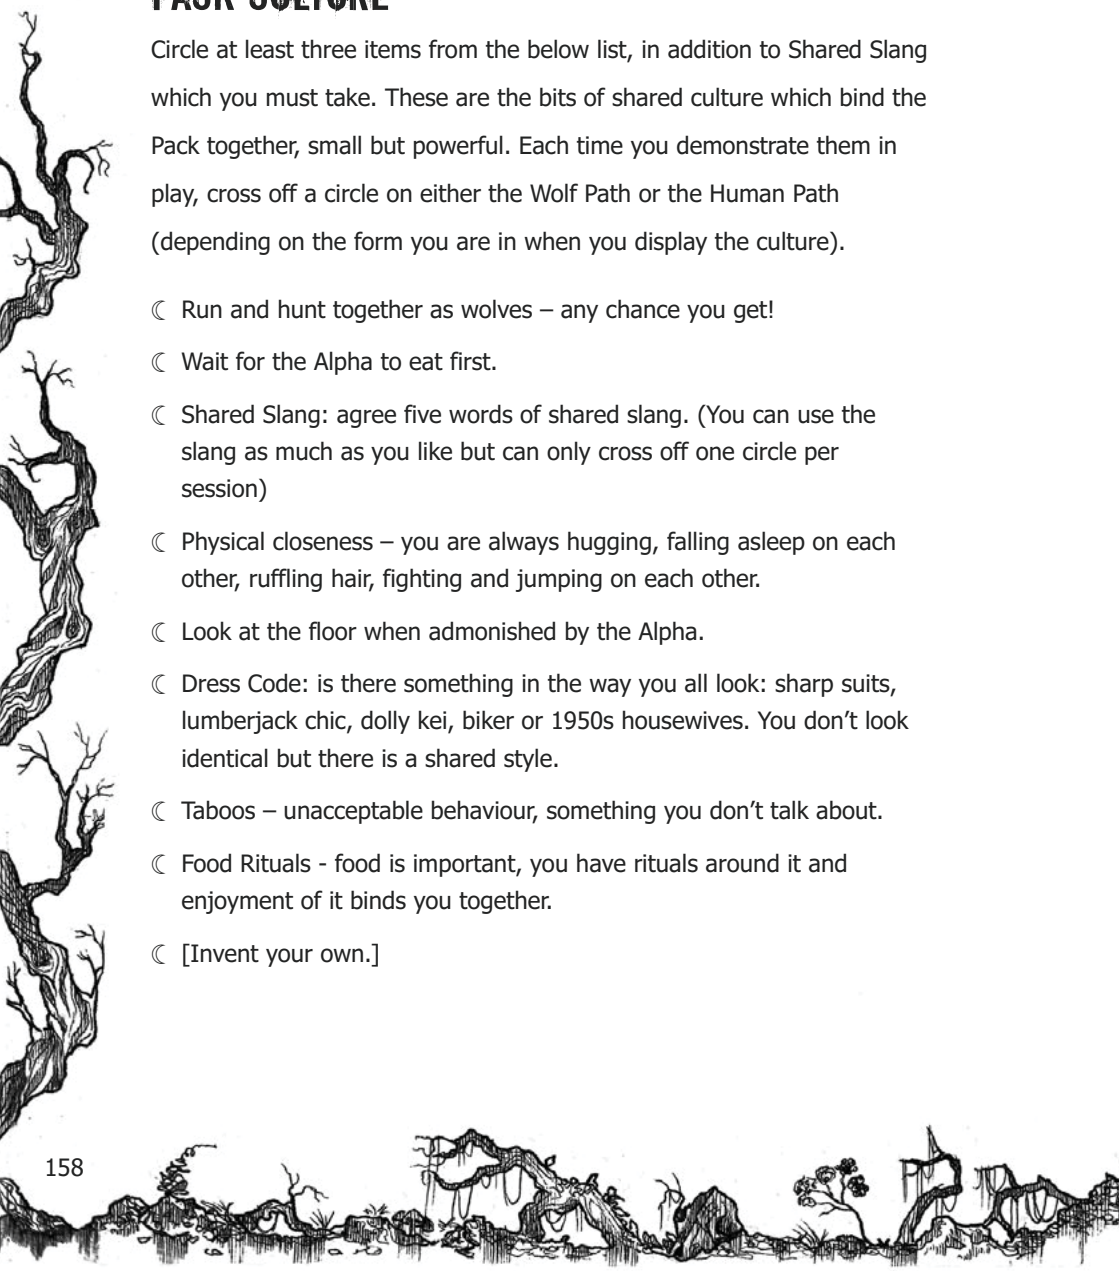 PACK CULTURE
Circle at least three items from the below list, in addition to Shared Slang
which you must take. These are the bits of shared culture which bind the
Pack together, small but powerful. Each time you demonstrate them in
play, cross off a circle on either the Wolf Path or the Human Path
(depending on the form you are in when you display the culture).
☾ Run and hunt together as wolves – any chance you get!
☾ Wait for the Alpha to eat first.
☾ Shared Slang: agree five words of shared slang. (You can use the
slang as much as you like but can only cross off one circle per
session)
☾ Physical closeness – you are always hugging, falling asleep on each
other, ruffling hair, fighting and jumping on each other.
☾ Look at the floor when admonished by the Alpha.
☾ Dress Code: is there something in the way you all look: sharp suits,
lumberjack chic, dolly kei, biker or 1950s housewives. You don’t look
identical but there is a shared style.
☾ Taboos – unacceptable behaviour, something you don’t talk about.
☾ Food Rituals - food is important, you have rituals around it and
enjoyment of it binds you together.
☾ [Invent your own.]
158